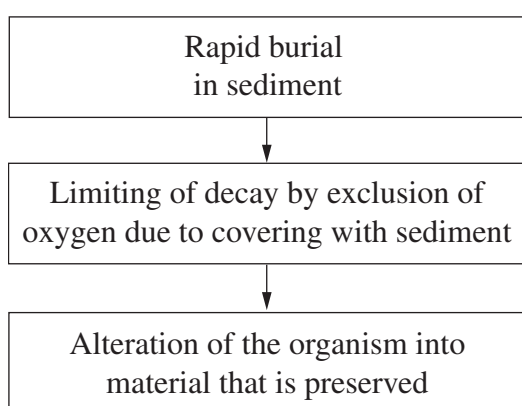 Rapid burial
in sediment
Limiting of decay by exclusion of
oxygen due to covering with sediment
Alteration of the organism into
material that is preserved